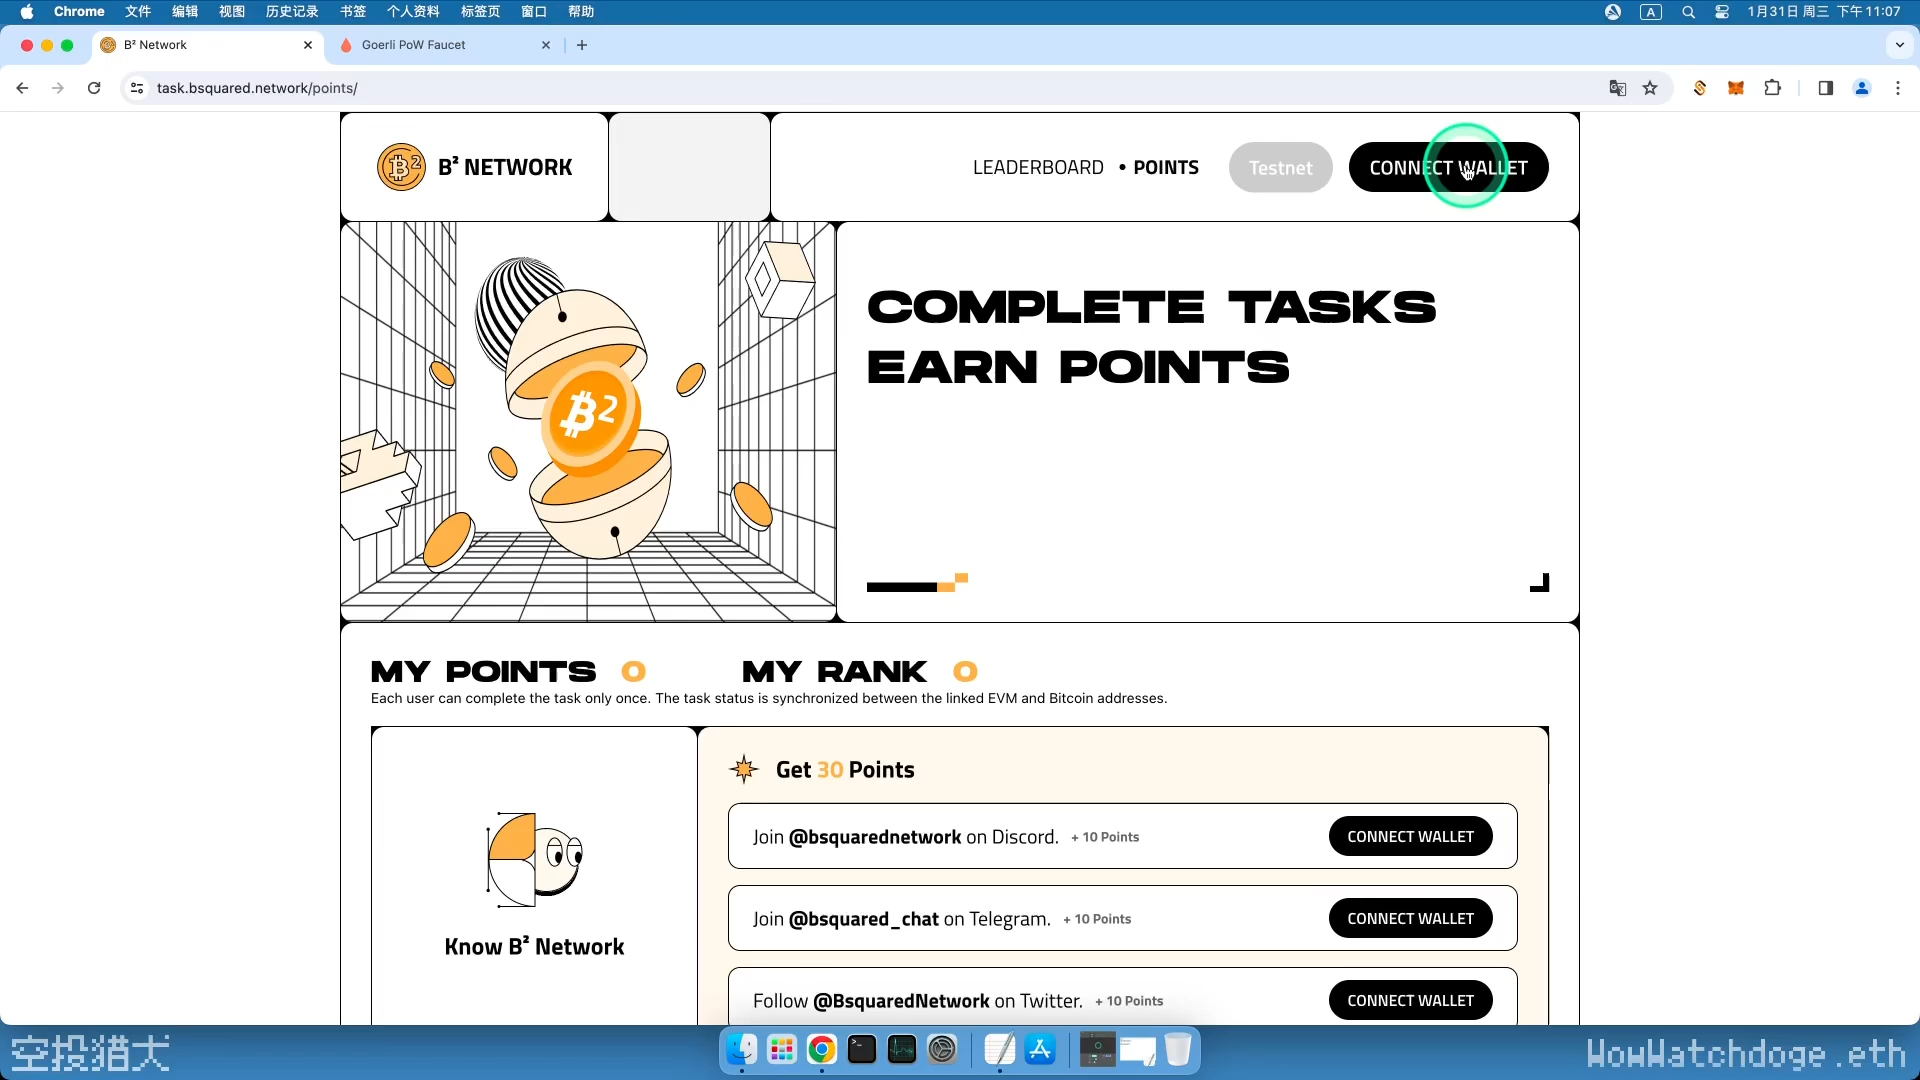 Chrome 文件 编辑 视图 历史记录 书签 个人资料 标签页 窗口 帮助 A 1月31日 周三 下午11:07
B² Network Goerli PoW Faucet
task.bsquared.network/points/
B² NETWORK LEADERBOARD • POINTS Testnet CONNECT WALLET
COMPLETE TASKS
EARN POINTS
MY POINTS 0 MY RANK 0
Each user can complete the task only once. The task status is synchronized between the linked EVM and Bitcoin addresses.
Get 30 Points
Join @bsquarednetwork on Discord. + 10 Points CONNECT WALLET
Join @bsquared_chat on Telegram. + 10 Points CONNECT WALLET
Know B² Network
Follow @BsquaredNetwork on Twitter. + 10 Points CONNECT WALLET
空投猎犬 WowWatchdoge.eth